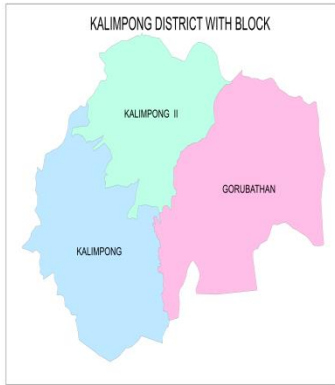 KALIMPONG DISTRICT WITH BLOCK
KALIMPONG II
GORUBATHAN
KALIMPONG